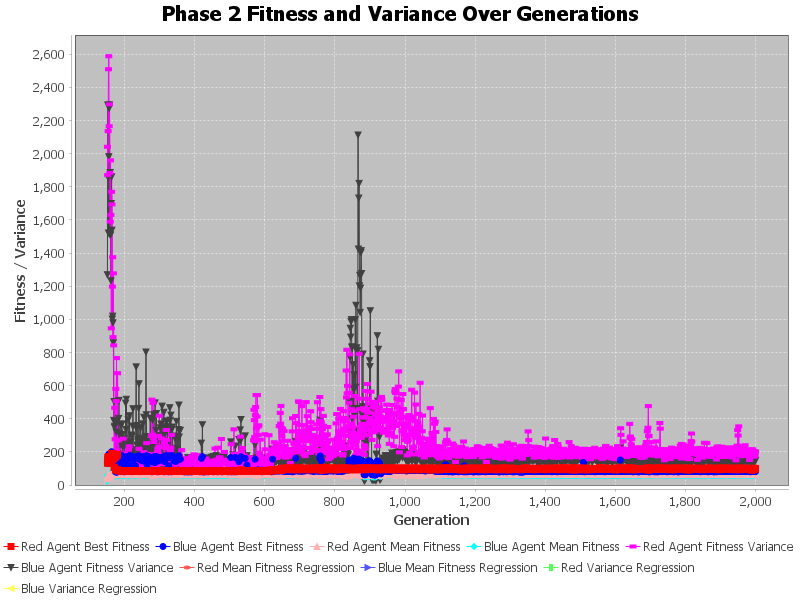 Phase 2 Fitness and Variance Over Generations
Fitness / Variance
2,600
2,400
2,200
2,000
1,800
1,600
1,400
1,200
1,000
800
600
400
200
0
200 400 600 800 1,000 1,200 1,400 1,600 1,800 2,000
Generation
Red Agent Best Fitness Blue Agent Best Fitness Red Agent Mean Fitness Blue Agent Mean Fitness Red Agent Fitness Variance
Blue Agent Fitness Variance Red Mean Fitness Regression Blue Mean Fitness Regression Red Variance Regression
Blue Variance Regression